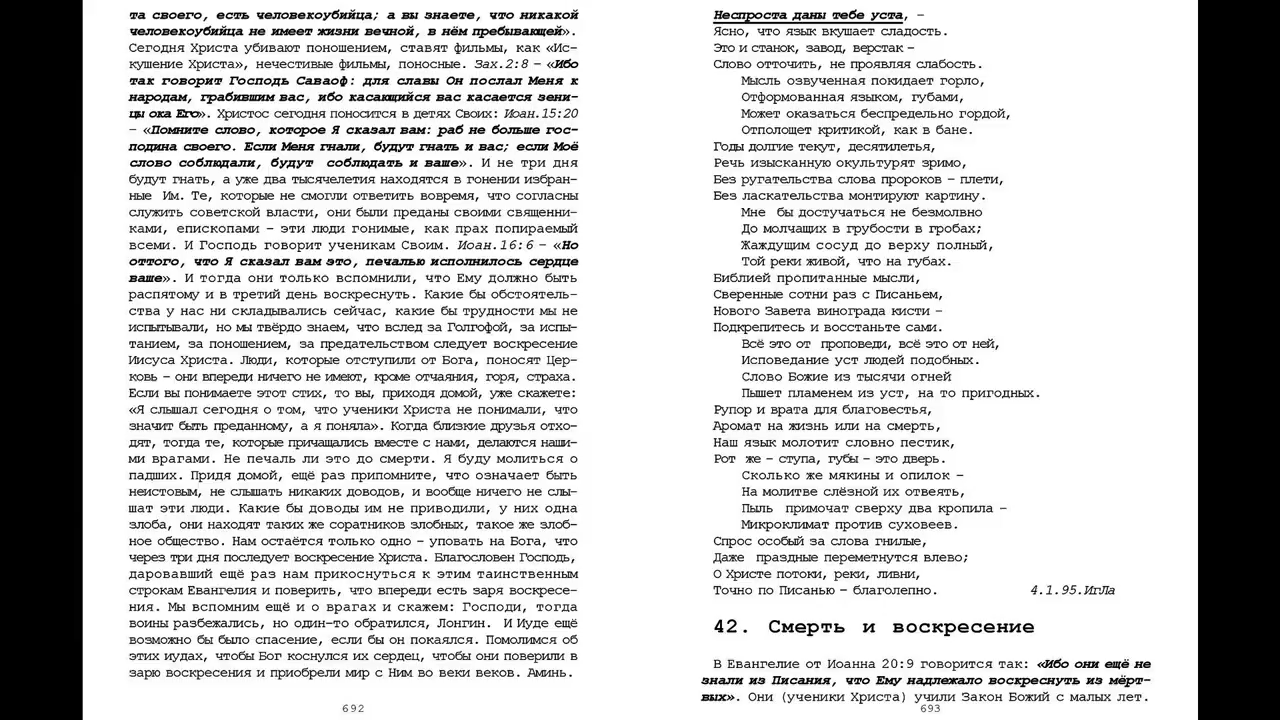 та своего, есть человекоубийца; а вы знаете, что никакой
человекоубийца не имеет жизни вечной, в нём пребывающей».
Сегодня Христа убивают поношением, ставят фильмы, как «Ис-
кушение Христа», нечестивые фильмы, поносные. Зах.2:8 – «Ибо
так говорит Господь Саваоф: для славы Он послал Меня к
народам, грабившим вас, ибо касающийся вас касается зени-
цы ока Его». Христос сегодня поносится в детях Своих: Иоан.15:20
– «Помните слово, которое Я сказал вам: раб не больше гос-
подина своего. Если Меня гнали, будут гнать и вас; если Моё
слово соблюдали, будут соблюдать и ваше». И не три дня
будут гнать, а уже два тысячелетия находятся в гонении избран-
ные Им. Те, которые не смогли ответить вовремя, что согласны
служить советской власти, они были преданы своими священни-
ками, епископами – эти люди гонимые, как прах попираемый
всеми. И Господь говорит ученикам Своим. Иоан.16:6 – «Но
оттого, что Я сказал вам это, печалью исполнилось сердце
ваше». И тогда они только вспомнили, что Ему должно быть
распятому и в третий день воскреснуть. Какие бы обстоятель-
ства у нас ни складывались сейчас, какие бы трудности мы не
испытывали, но мы твёрдо знаем, что вслед за Голгофой, за испы-
танием, за поношением, за предательством следует воскресение
Иисуса Христа. Люди, которые отступили от Бога, поносят Цер-
ковь – они впереди ничего не имеют, кроме отчаяния, горя, страха.
Если вы понимаете этот стих, то вы, приходя домой, уже скажете:
«Я слышал сегодня о том, что ученики Христа не понимали, что
значит быть преданному, а я поняла». Когда близкие друзья отхо-
дят, тогда те, которые причащались вместе с нами, делаются наши-
ми врагами. Не печаль ли это до смерти. Я буду молиться о
падших. Придя домой, ещё раз припомните, что означает быть
неистовым, не слышать никаких доводов, и вообще ничего не слы-
шат эти люди. Какие бы доводы им не приводили, у них одна
злоба, они находят таких же соратников злобных, такое же злоб-
ное общество. Нам остаётся только одно – уповать на Бога, что
через три дня последует воскресение Христа. Благословен Господь,
даровавший ещё раз нам прикоснуться к этим таинственным
строкам Евангелия и поверить, что впереди есть заря воскресе-
ния. Мы вспомним ещё и о врагах и скажем: Господи, тогда
воины разбежались, но один-то обратился, Лонгин. И Иуде ещё
возможно бы было спасение, если бы он покаялся. Помолимся об
этих иудах, чтобы Бог коснулся их сердец, чтобы они поверили в
зарю воскресения и приобрели мир с Ним во веки веков. Аминь.
692
Неспроста даны тебе уста, –
Ясно, что язык вкушает сладость.
Это и станок, завод, верстак –
Слово отточить, не проявляя слабость.
Мысль озвученная покидает горло,
Отформованная языком, губами,
Может оказаться беспредельно гордой,
Отполощет критикой, как в бане.
Годы долгие текут, десятилетья,
Речь изысканную окультурят зримо,
Без ругательства слова пророков – плети,
Без ласкательства монтируют картину.
Мне бы достучаться не безмолвно
До молчащих в грубости в гробах;
Жаждущим сосуд до верху полный,
Той реки живой, что на губах.
Библией пропитанные мысли,
Сверенные сотни раз с Писаньем,
Нового Завета винограда кисти –
Подкрепитесь и восстаньте сами.
Всё это от проповеди, всё это от ней,
Исповедание уст людей подобных.
Слово Божие из тысячи огней
Пышет пламенем из уст, на то пригодных.
Рупор и врата для благовестья,
Аромат на жизнь или на смерть,
Наш язык молотит словно пестик,
Рот же – ступа, губы – это дверь.
Сколько же мякины и опилок –
На молитве слёзной их отвеять,
Пыль примочат сверху два кропила –
Микроклимат против суховеев.
Спрос особый за слова гнилые,
Даже праздные переметнутся влево;
О Христе потоки, реки, ливни,
Точно по Писанью – благолепно. 4.1.95.ИгЛа
42. Смерть и воскресение
В Евангелие от Иоанна 20:9 говорится так: «Ибо они ещё не
знали из Писания, что Ему надлежало воскреснуть из мёрт-
вых». Они (ученики Христа) учили Закон Божий с малых лет.
693